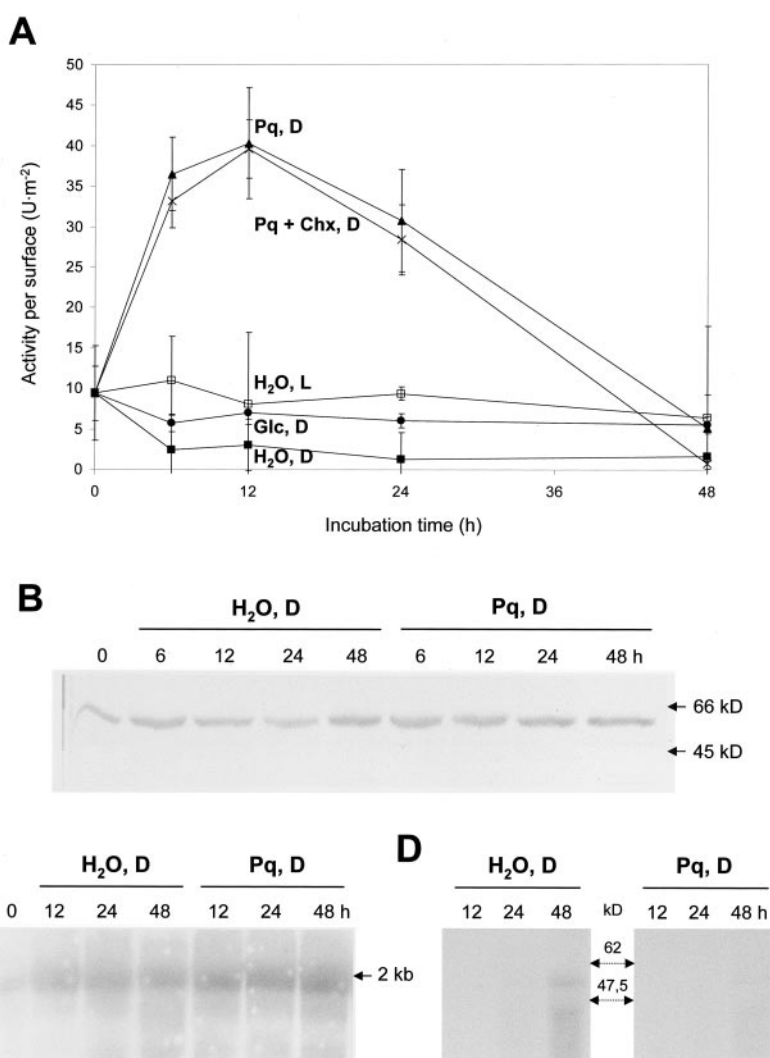 A
50
45
40
35
30
25
20
15
10
5
0
Activity per surface (U·m⁻²)
Pq, D
Pq + Chx, D
H₂O, L
Glc, D
H₂O, D
0 12 24 36 48
Incubation time (h)
B
H₂O, D Pq, D
0 6 12 24 48 6 12 24 48 h
66 kD
45 kD
H₂O, D Pq, D
0 12 24 48 12 24 48 h
2 kb
D
H₂O, D Pq, D
12 24 48 kD 12 24 48 h
62
47,5